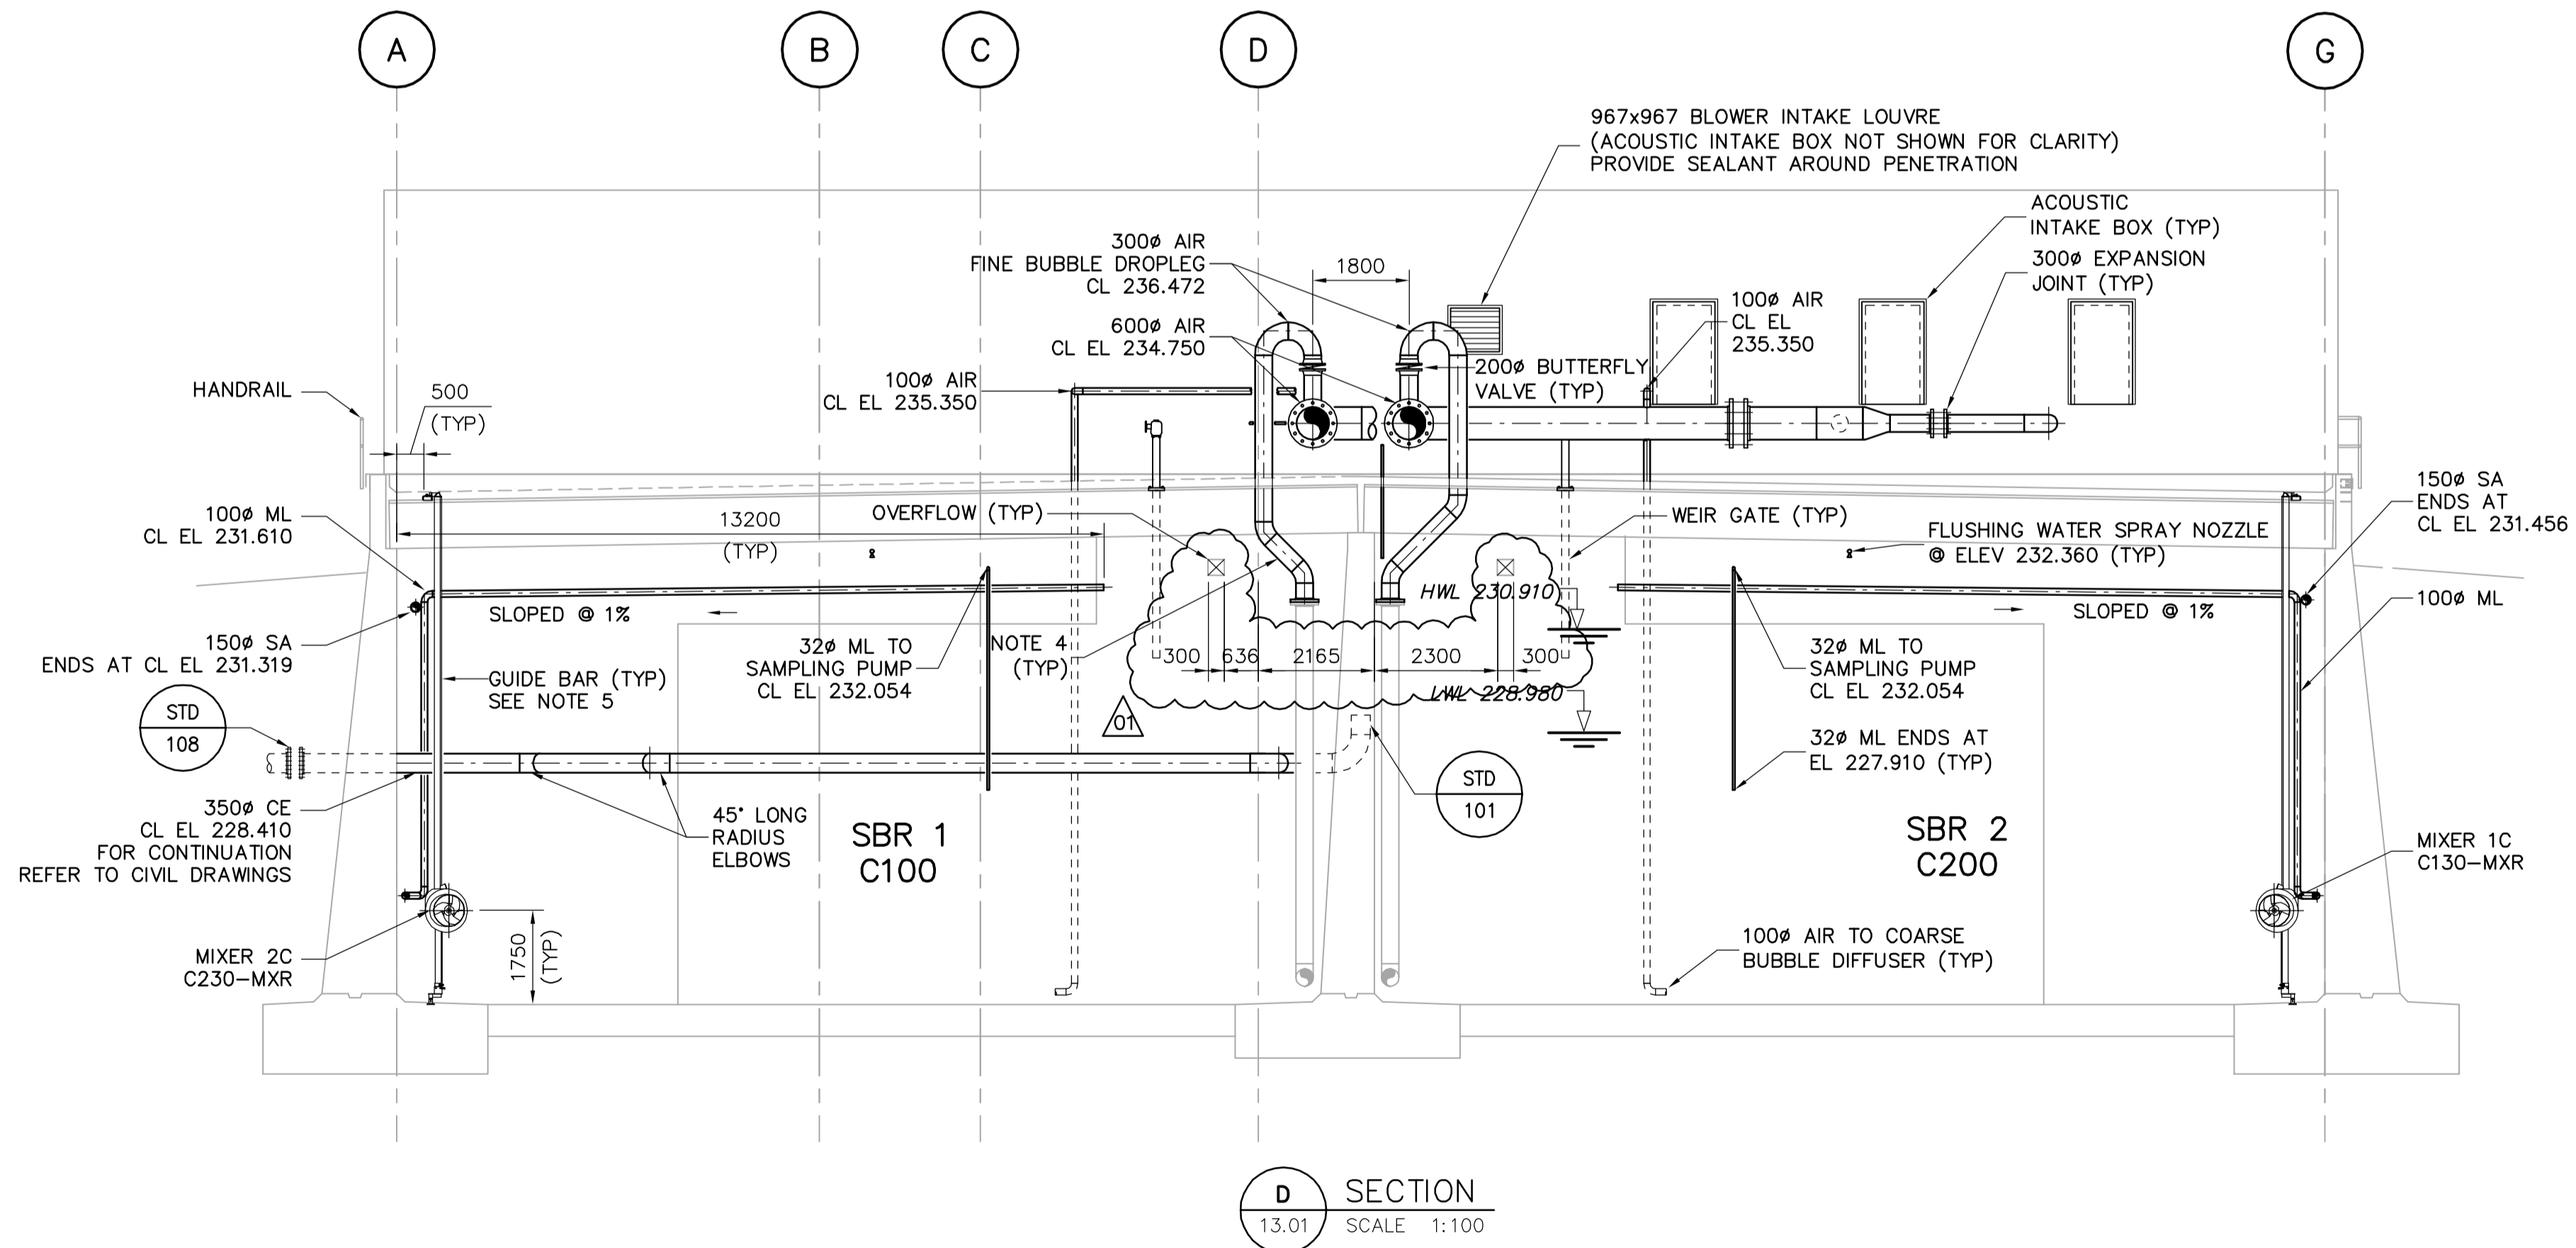 A
B
C
D
G
967x967 BLOWER INTAKE LOUVRE
(ACOUSTIC INTAKE BOX NOT SHOWN FOR CLARITY)
PROVIDE SEALANT AROUND PENETRATION
ACOUSTIC
INTAKE BOX (TYP)
300ø EXPANSION
JOINT (TYP)
300ø AIR
FINE BUBBLE DROPLEG
CL 236.472
1800
600ø AIR
CL EL 234.750
100ø AIR
CL EL
235.350
200ø BUTTERFLY
VALVE (TYP)
100ø AIR
CL EL 235.350
HANDRAIL
500
(TYP)
100ø ML
CL EL 231.610
13200
(TYP)
OVERFLOW (TYP)
WEIR GATE (TYP)
FLUSHING WATER SPRAY NOZZLE
@ ELEV 232.360 (TYP)
150ø SA
ENDS AT
CL EL 231.456
HWL 230.910
SLOPED @ 1%
SLOPED @ 1%
100ø ML
150ø SA
ENDS AT CL EL 231.319
GUIDE BAR (TYP)
SEE NOTE 5
32ø ML TO
SAMPLING PUMP
CL EL 232.054
NOTE 4
(TYP)
300
636
2165
2300
300
32ø ML TO
SAMPLING PUMP
CL EL 232.054
LWL 228.980
01
STD
108
32ø ML ENDS AT
EL 227.910 (TYP)
STD
101
350ø CE
CL EL 228.410
FOR CONTINUATION
REFER TO CIVIL DRAWINGS
45° LONG
RADIUS
ELBOWS
SBR 1
C100
SBR 2
C200
MIXER 1C
C130-MXR
MIXER 2C
C230-MXR
1750
(TYP)
100ø AIR TO COARSE
BUBBLE DIFFUSER (TYP)
D
13.01
SECTION
SCALE 1:100